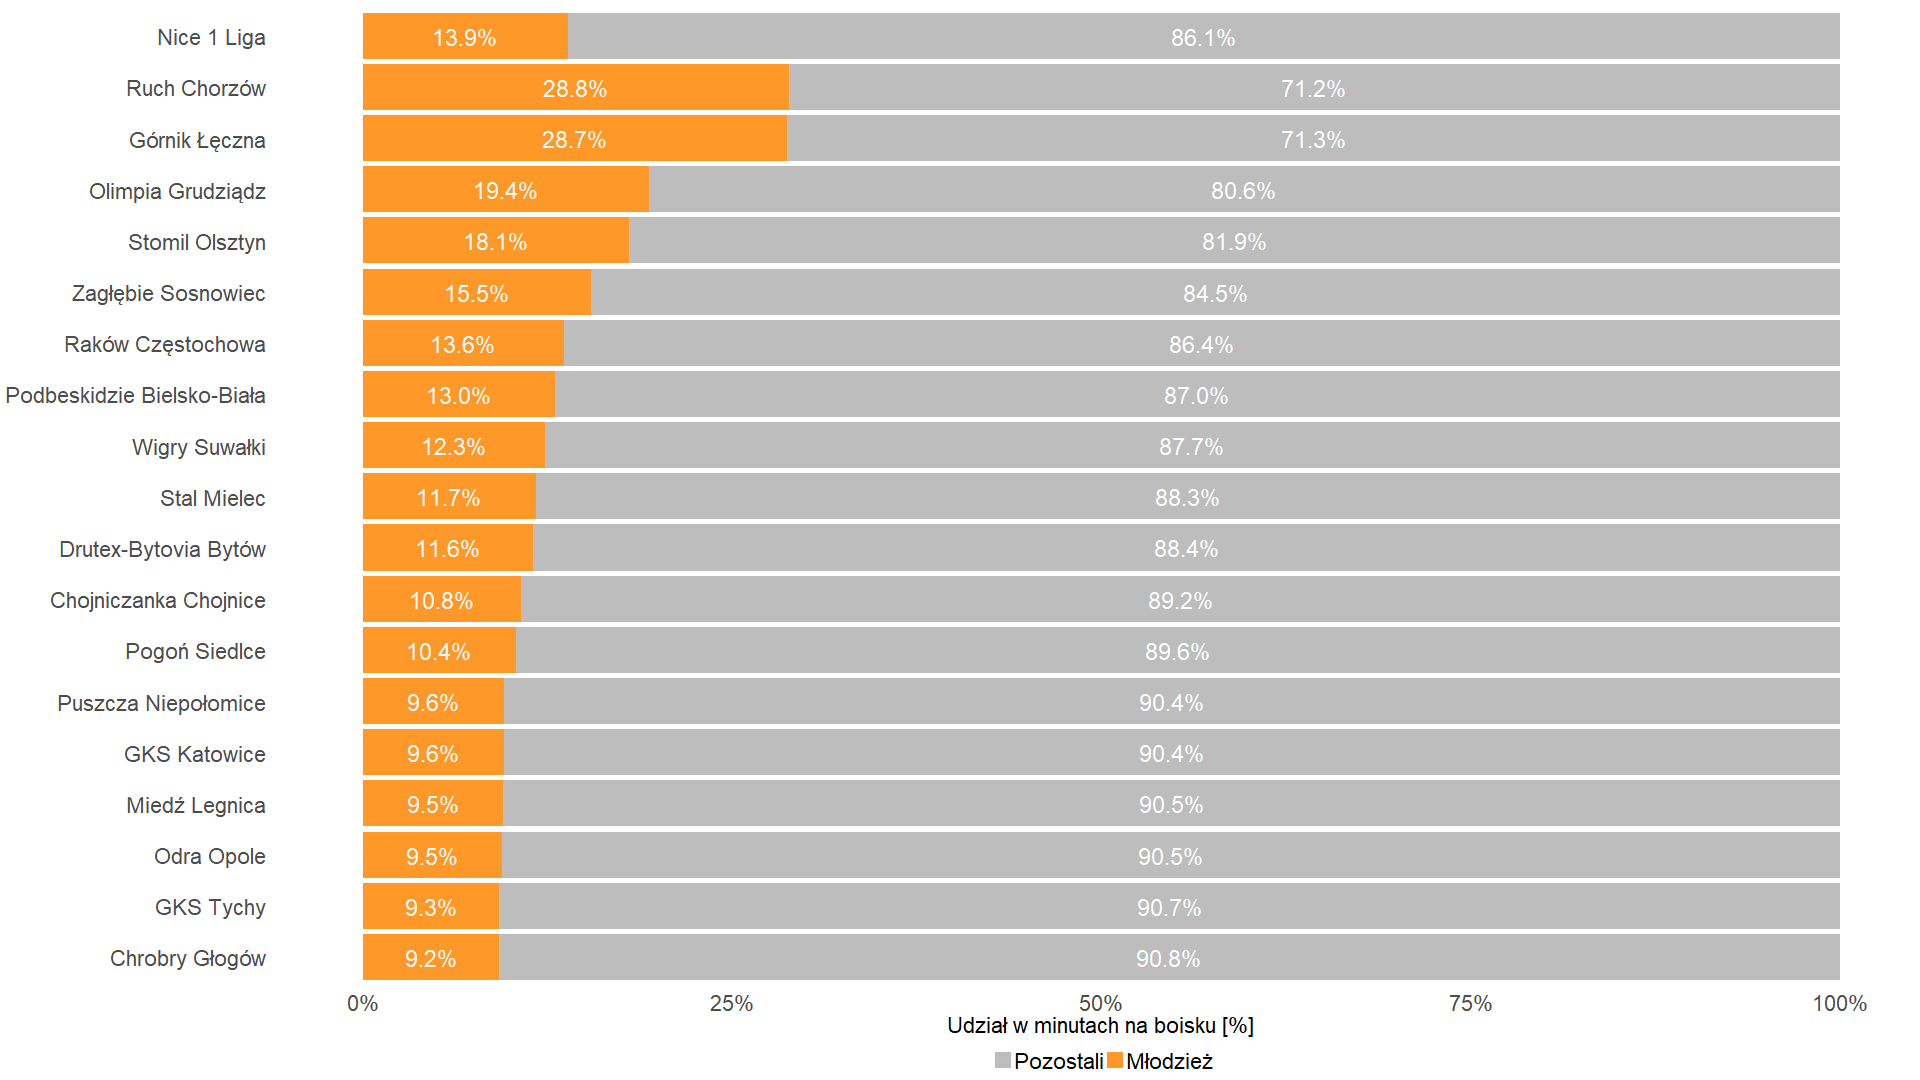 Nice 1 Liga 13.9% 86.1%
Ruch Chorzów 28.8% 71.2%
Górnik Łęczna 28.7% 71.3%
Olimpia Grudziądz 19.4% 80.6%
Stomil Olsztyn 18.1% 81.9%
Zagłębie Sosnowiec 15.5% 84.5%
Raków Częstochowa 13.6% 86.4%
Podbeskidzie Bielsko-Biała 13.0% 87.0%
Wigry Suwałki 12.3% 87.7%
Stal Mielec 11.7% 88.3%
Drutex-Bytovia Bytów 11.6% 88.4%
Chojniczanka Chojnice 10.8% 89.2%
Pogoń Siedlce 10.4% 89.6%
Puszcza Niepołomice 9.6% 90.4%
GKS Katowice 9.6% 90.4%
Miedź Legnica 9.5% 90.5%
Odra Opole 9.5% 90.5%
GKS Tychy 9.3% 90.7%
Chrobry Głogów 9.2% 90.8%
0% 25% 50% 75% 100%
Udział w minutach na boisku [%]
Pozostali Młodzież